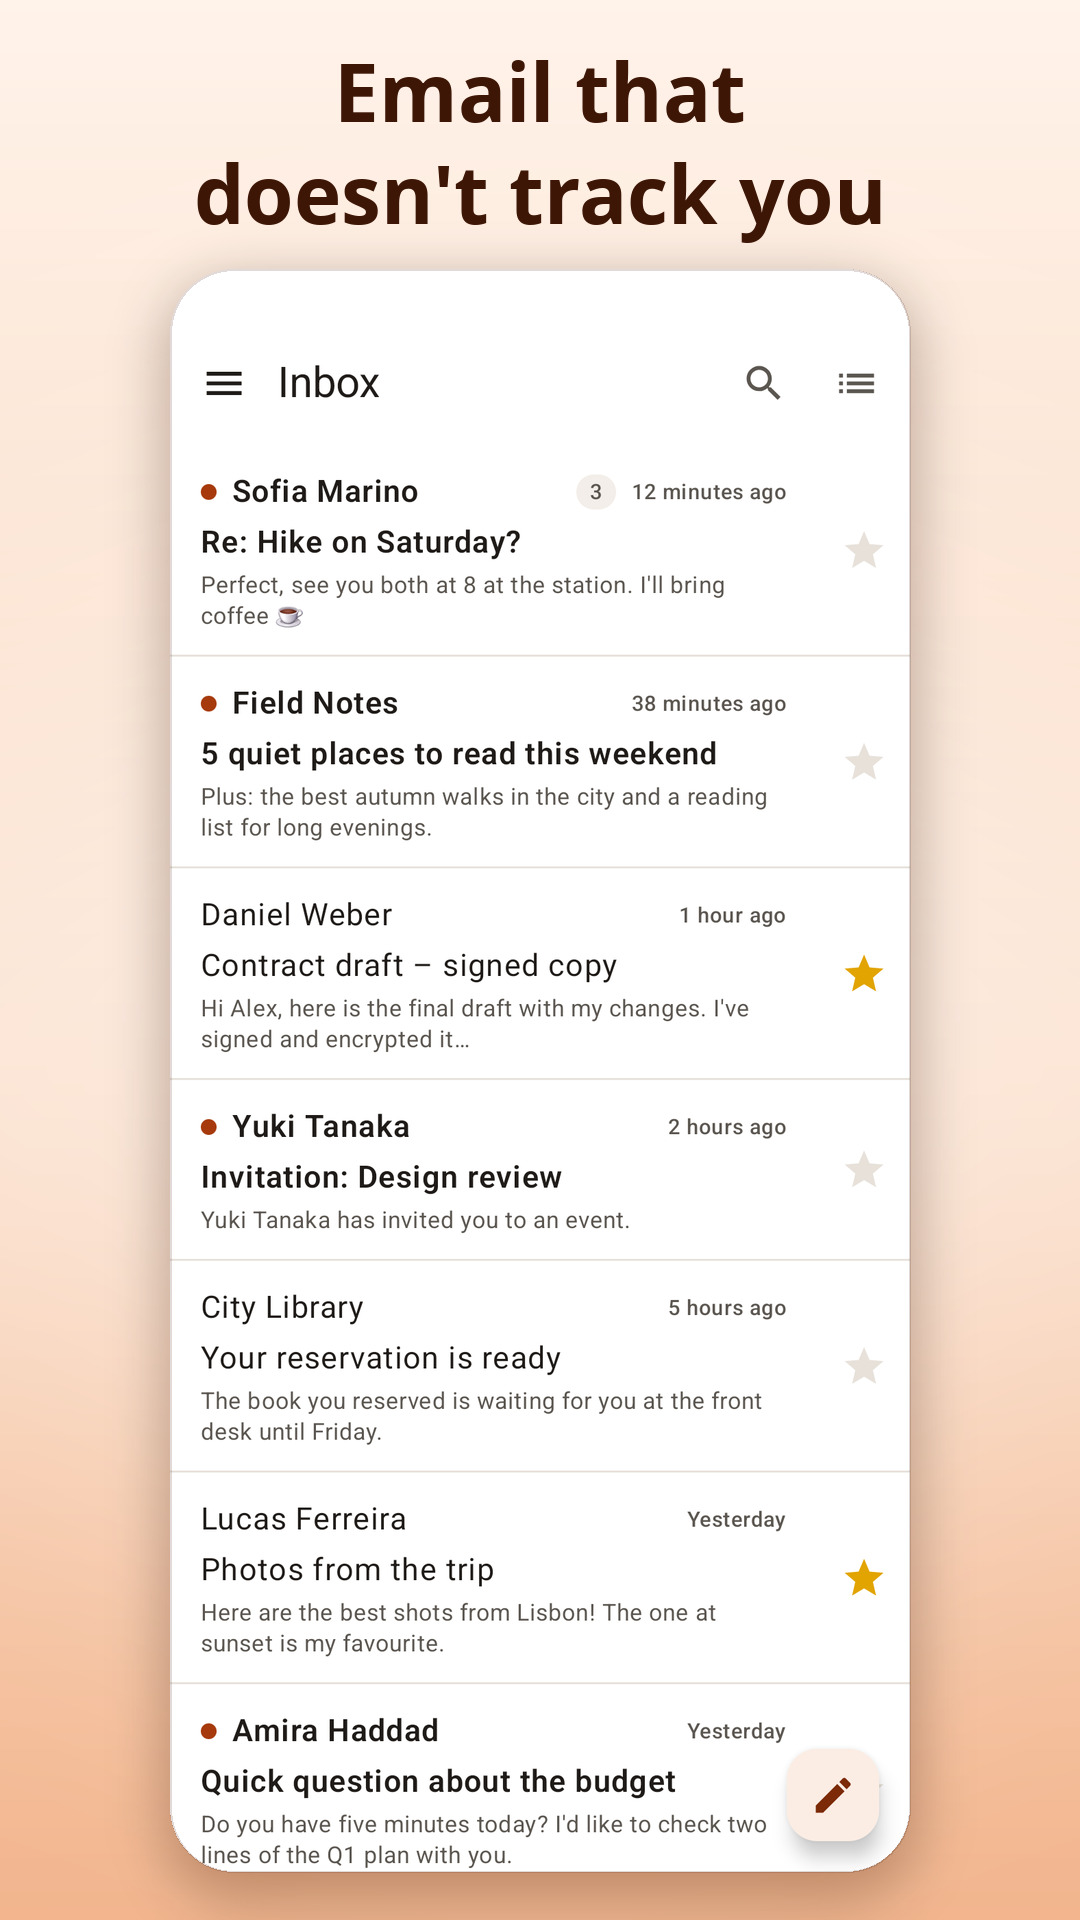 Email that
doesn't track you
Inbox
Sofia Marino 3 12 minutes ago
Re: Hike on Saturday?
Perfect, see you both at 8 at the station. I'll bring
coffee ☕
Field Notes 38 minutes ago
5 quiet places to read this weekend
Plus: the best autumn walks in the city and a reading
list for long evenings.
Daniel Weber 1 hour ago
Contract draft – signed copy
Hi Alex, here is the final draft with my changes. I've
signed and encrypted it…
Yuki Tanaka 2 hours ago
Invitation: Design review
Yuki Tanaka has invited you to an event.
City Library 5 hours ago
Your reservation is ready
The book you reserved is waiting for you at the front
desk until Friday.
Lucas Ferreira Yesterday
Photos from the trip
Here are the best shots from Lisbon! The one at
sunset is my favourite.
Amira Haddad Yesterday
Quick question about the budget
Do you have five minutes today? I'd like to check two
lines of the Q1 plan with you.